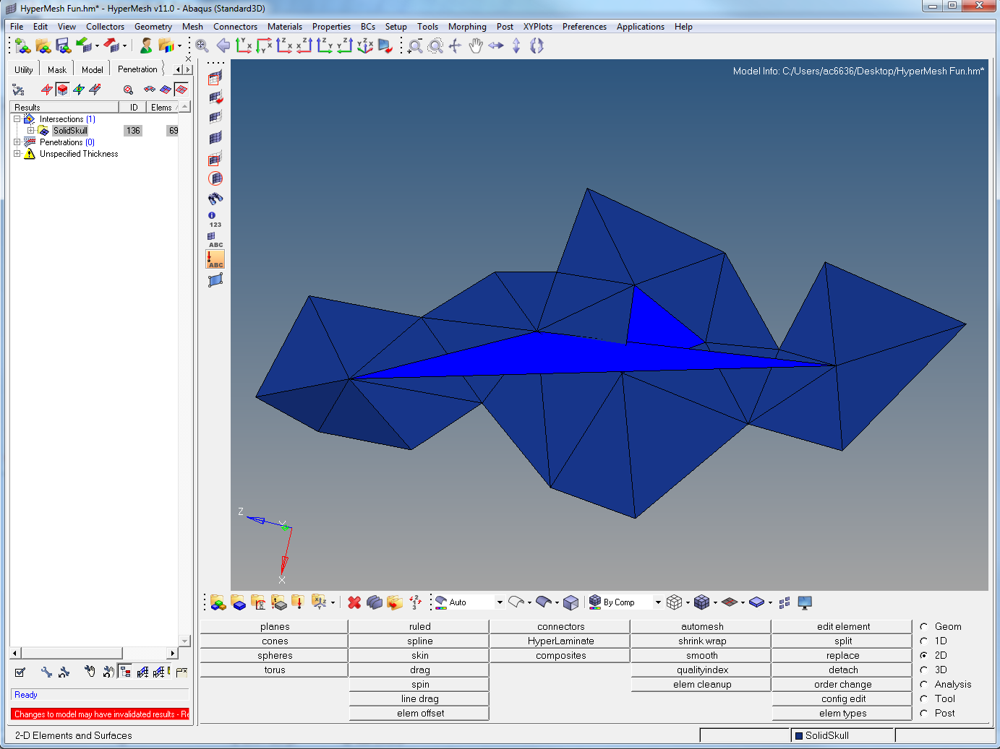 HyperMesh Fun.hm* - HyperMesh v11.0 - Abaqus (Standard3D)
File Edit View Collectors Geometry Mesh Connectors Materials Properties BCs Setup Tools Morphing Post XYPlots Preferences Applications Help
Utility Mask Model Penetration
Model Info: C:/Users/ac6636/Desktop/HyperMesh Fun.hm*
Results ID Elems
Intersections (1)
SolidSkull 136 69
Penetrations (0)
Unspecified Thickness
123
ABC
ABC
Z
Y
X
Auto By Comp
planes ruled connectors automesh edit element Geom
cones spline HyperLaminate shrink wrap split 1D
spheres skin composites smooth replace 2D
torus drag qualityindex detach 3D
spin elem cleanup order change Analysis
line drag config edit Tool
elem offset elem types Post
Ready
Changes to model may have invalidated results - Re
2-D Elements and Surfaces SolidSkull